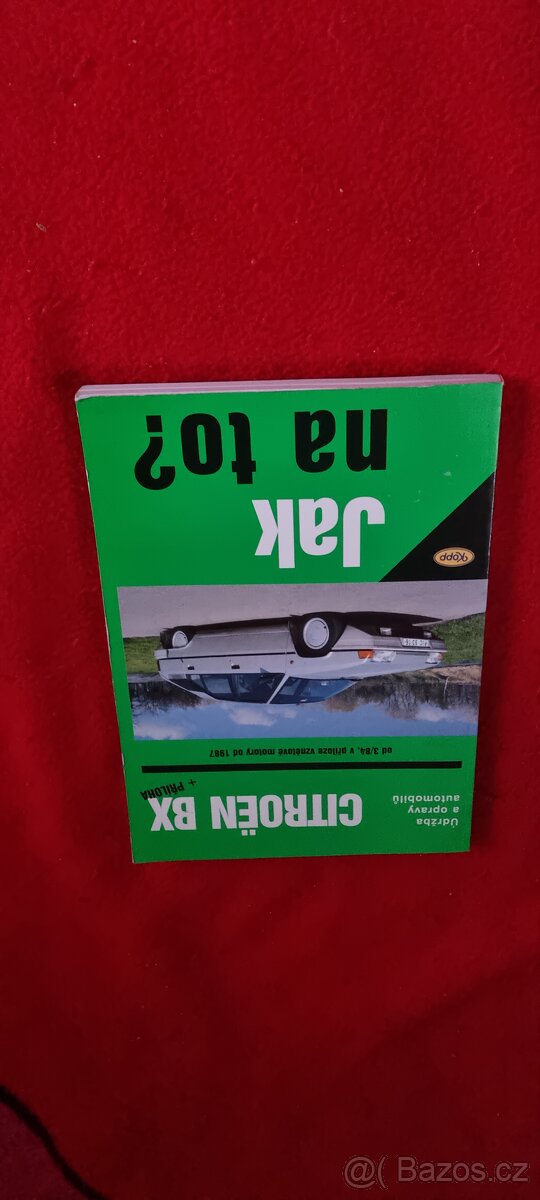 Údržba
a opravy
automobilů
CITROËN BX
+ PŘÍLOHA
od 3/84, v příloze vznětové motory od 1987
Kopp
Jak
na to?
@( Bazos.cz